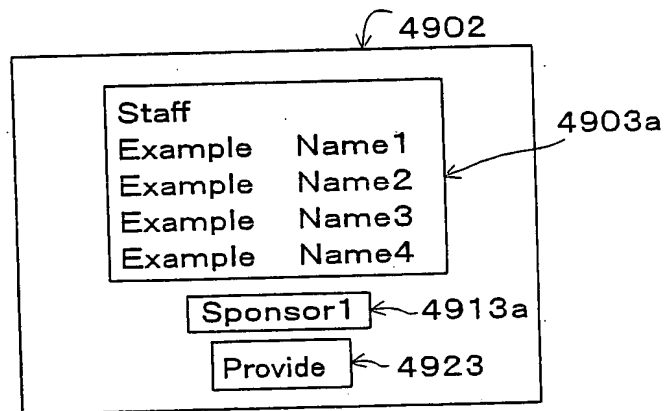 4902
Staff
4903a
Example Name1
Example Name2
Example Name3
Example Name4
Sponsor1 4913a
Provide 4923